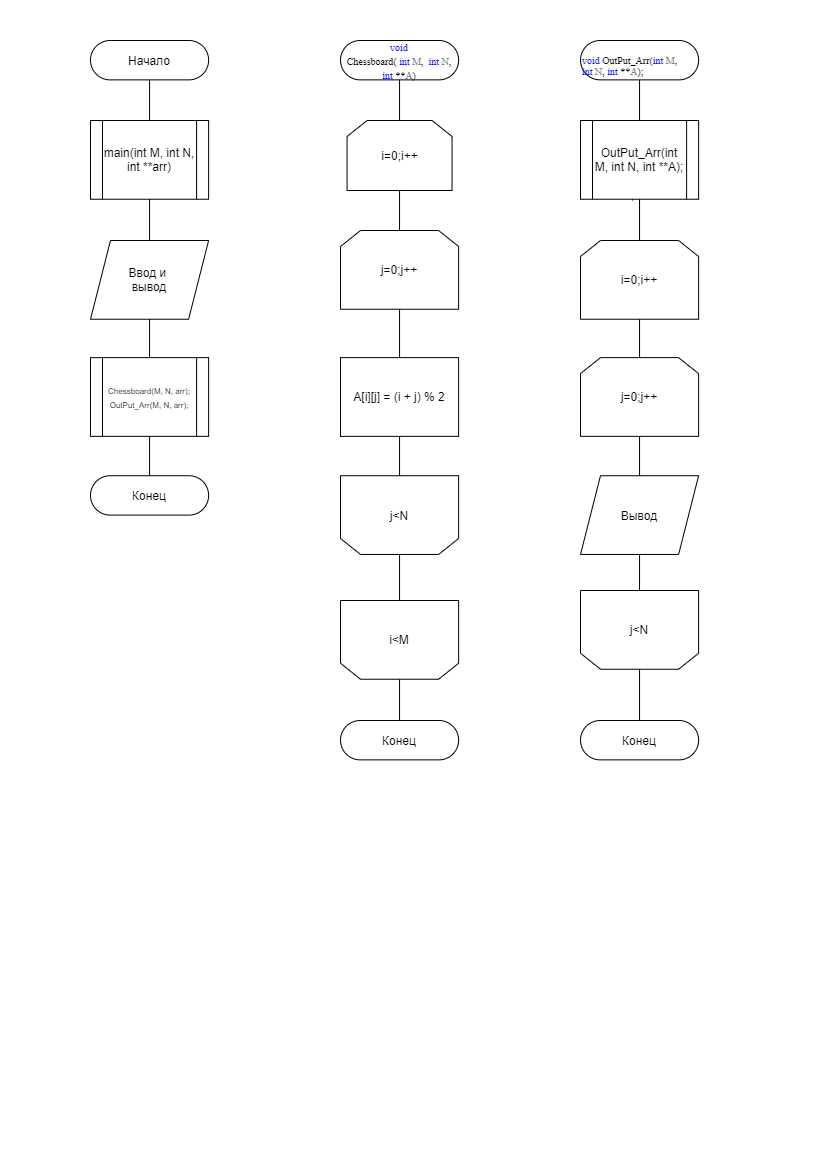 Начало
main(int M, int N,
int **arr)
Ввод и
вывод
Chessboard(M, N, arr);
OutPut_Arr(M, N, arr);
Конец
void
Chessboard( int M,  int N,
int **A)
i=0;i++
j=0;j++
A[i][j] = (i + j) % 2
j<N
i<M
Конец
void OutPut_Arr(int M,
int N, int **A);
OutPut_Arr(int
M, int N, int **A);
i=0;i++
j=0;j++
Вывод
j<N
Конец